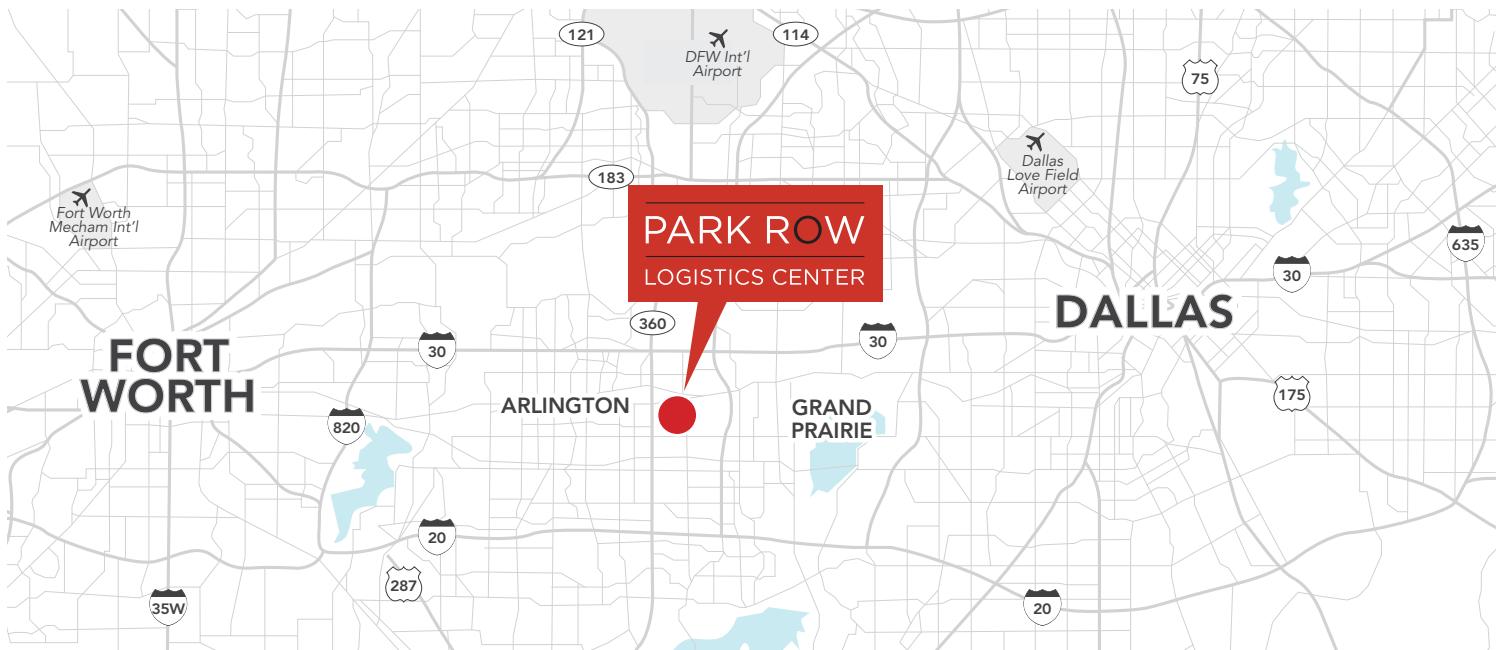 121
114
DFW Int'l
Airport
75
Dallas
Love Field
Airport
183
Fort Worth
Mecham Int'l
Airport
PARK ROW
LOGISTICS CENTER
635
30
DALLAS
360
30
30
FORT
WORTH
175
ARLINGTON
GRAND
PRAIRIE
820
20
287
35W
20